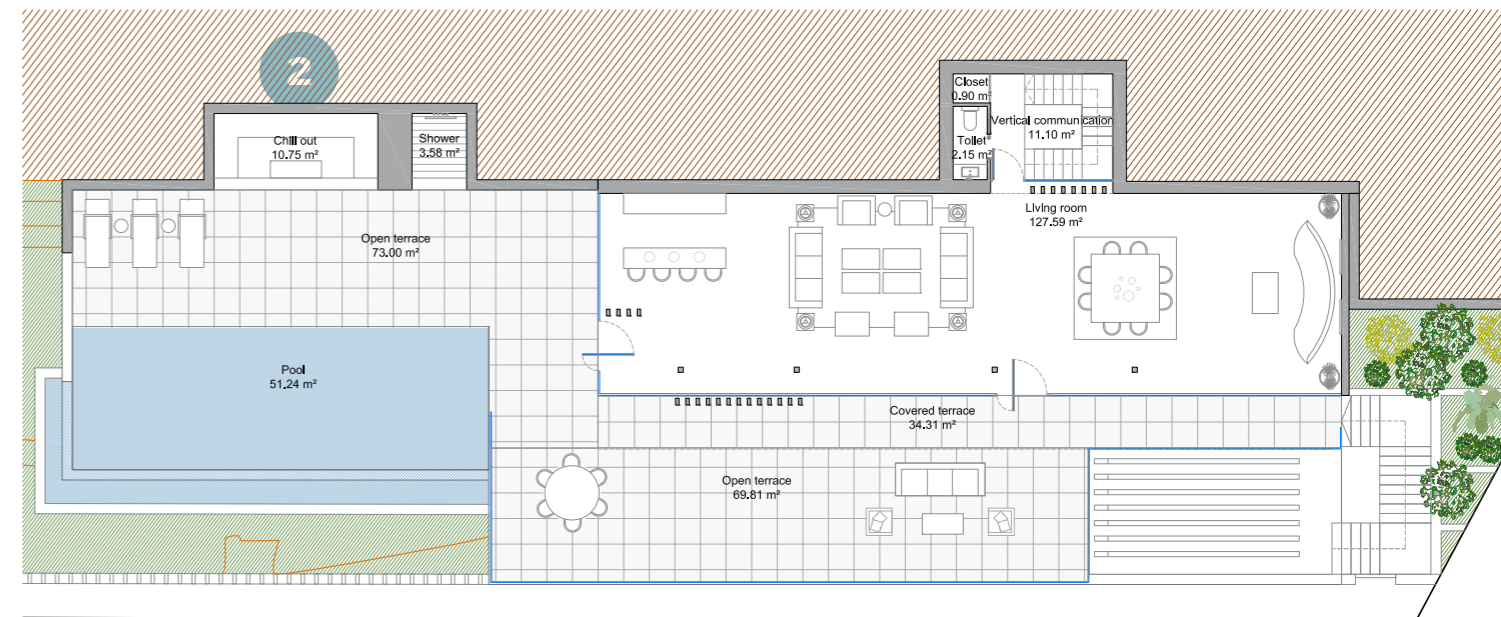 2
Closet
0.90 m²
Chill out
10.75 m²
Shower
3.58 m²
Vertical communication
11.10 m²
Toilet
2.15 m²
Living room
127.59 m²
Open terrace
73.00 m²
Pool
51.24 m²
Covered terrace
34.31 m²
Open terrace
69.81 m²